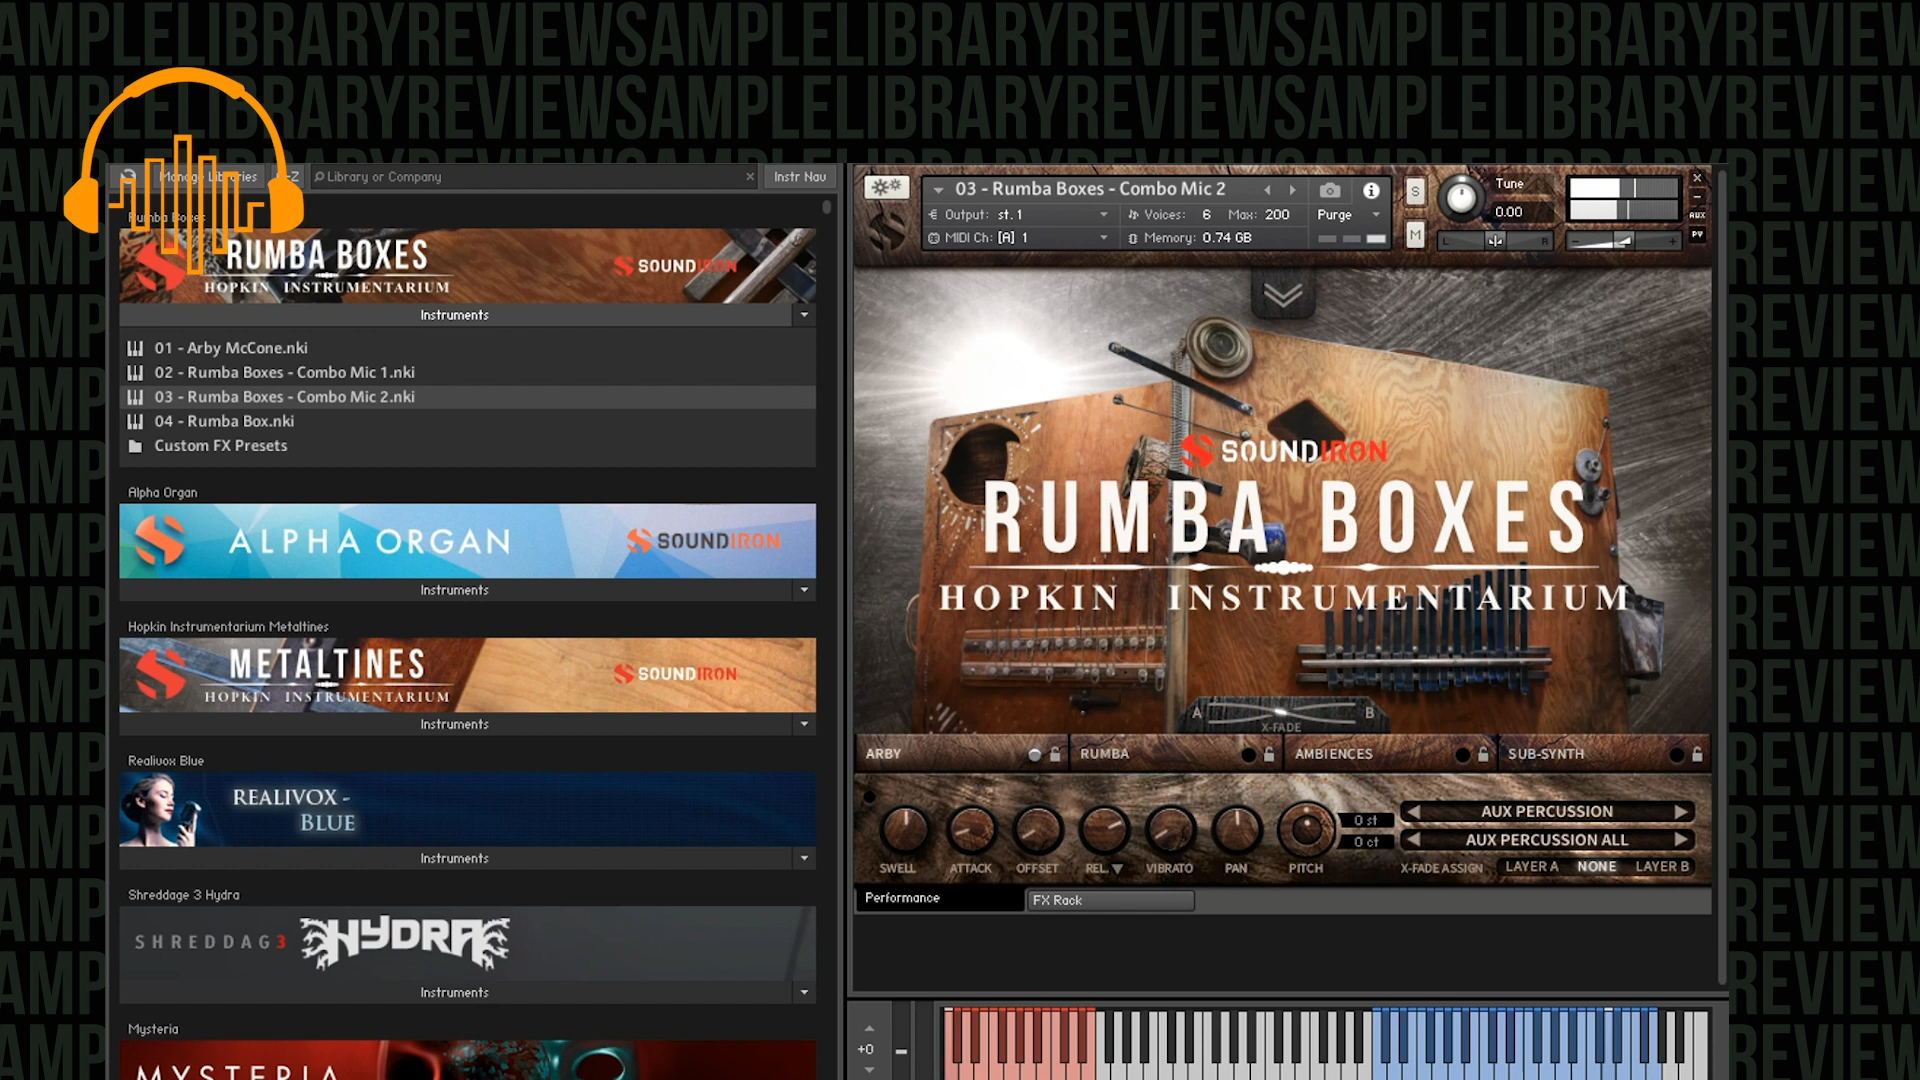 SAMPLELIBRARYREVIEWSAMPLELIBRARYREVIEWSAMPLELIBRARYREVIEW
Manage Libraries
Library or Company
Instr Nav
Rumba Boxes
RUMBA BOXES
HOPKIN INSTRUMENTARIUM
SOUNDIRON
Instruments
01 - Arby McCone.nki
02 - Rumba Boxes - Combo Mic 1.nki
03 - Rumba Boxes - Combo Mic 2.nki
04 - Rumba Box.nki
Custom FX Presets
Alpha Organ
ALPHA ORGAN
SOUNDIRON
Instruments
Hopkin Instrumentarium Metaltines
METALTINES
HOPKIN INSTRUMENTARIUM
SOUNDIRON
Instruments
Realivox Blue
REALIVOX -
BLUE
Instruments
Shreddage 3 Hydra
SHREDDAG3 HYDRA
Instruments
Mysteria
MYSTERIA
03 - Rumba Boxes - Combo Mic 2
Output: st. 1
Voices: 6 Max: 200
Purge
MIDI Ch: [A] 1
Memory: 0.74 GB
S
M
Tune
0.00
L R
- +
×
-
AUX
PV
SOUNDIRON
RUMBA BOXES
HOPKIN INSTRUMENTARIUM
A B
X-FADE
ARBY
RUMBA
AMBIENCES
SUB-SYNTH
0 st
0 ct
AUX PERCUSSION
AUX PERCUSSION ALL
SWELL
ATTACK
OFFSET
REL.
VIBRATO
PAN
PITCH
X-FADE ASSIGN
LAYER A
NONE
LAYER B
Performance
FX Rack
+0